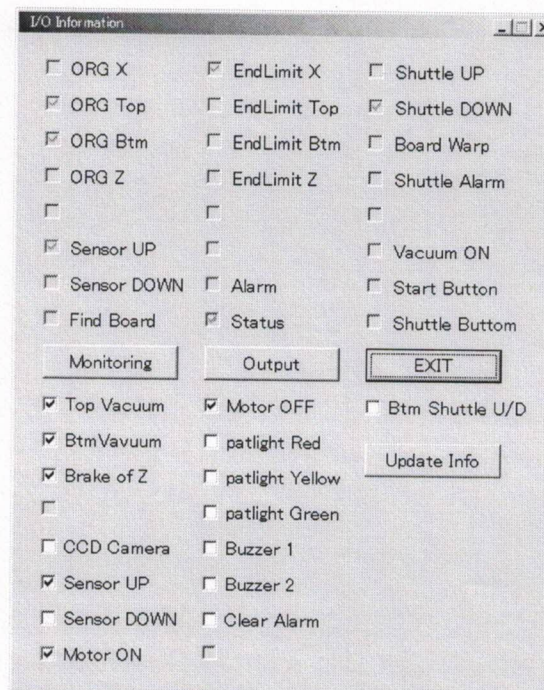 I/O Information
ORG X
EndLimit X
Shuttle UP
ORG Top
EndLimit Top
Shuttle DOWN
ORG Btm
EndLimit Btm
Board Warp
ORG Z
EndLimit Z
Shuttle Alarm
Sensor UP
Vacuum ON
Sensor DOWN
Alarm
Start Button
Find Board
Status
Shuttle Buttom
Monitoring
Output
EXIT
Top Vacuum
Motor OFF
Btm Shuttle U/D
BtmVavuum
patlight Red
Update Info
Brake of Z
patlight Yellow
patlight Green
CCD Camera
Buzzer 1
Sensor UP
Buzzer 2
Sensor DOWN
Clear Alarm
Motor ON